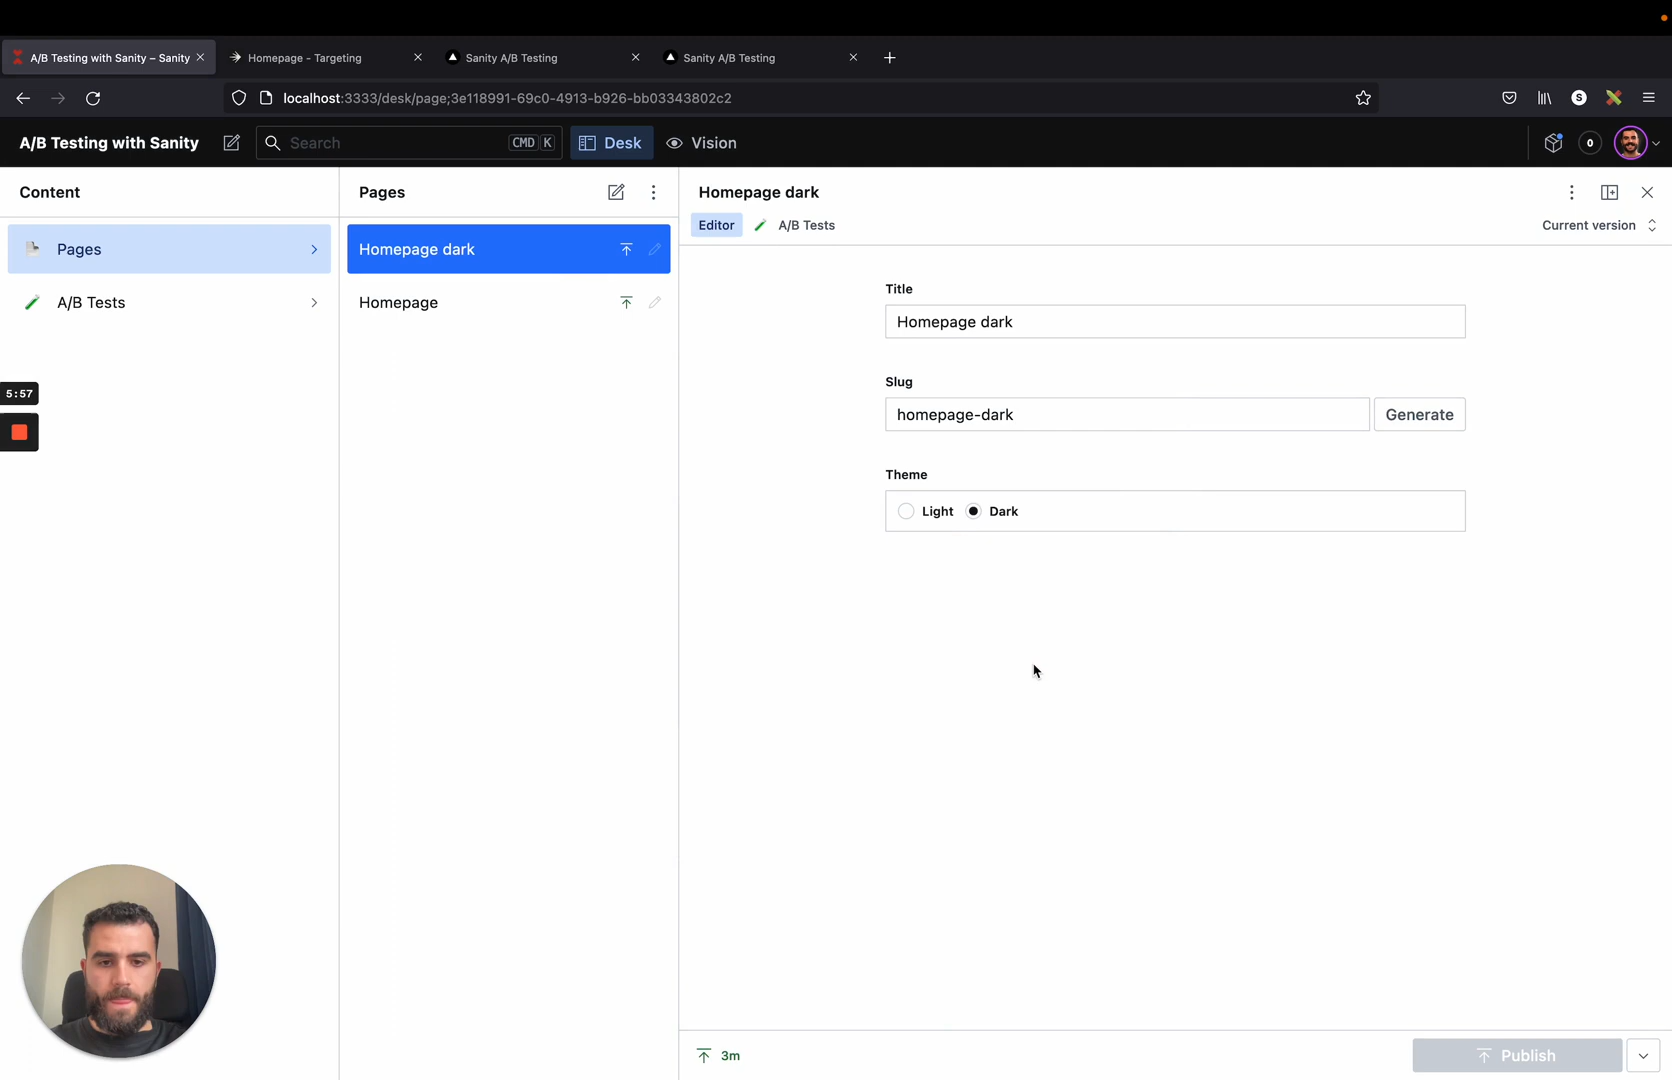 A/B Testing with Sanity – Sanity
Homepage - Targeting
Sanity A/B Testing
Sanity A/B Testing
localhost:3333/desk/page;3e118991-69c0-4913-b926-bb03343802c2
S
A/B Testing with Sanity
Search
CMD K
Desk
Vision
0
Content
Pages
Homepage dark
Editor
A/B Tests
Current version
Pages
Homepage dark
A/B Tests
Homepage
Title
Homepage dark
Slug
homepage-dark
Generate
5:57
Theme
Light
Dark
3m
Publish